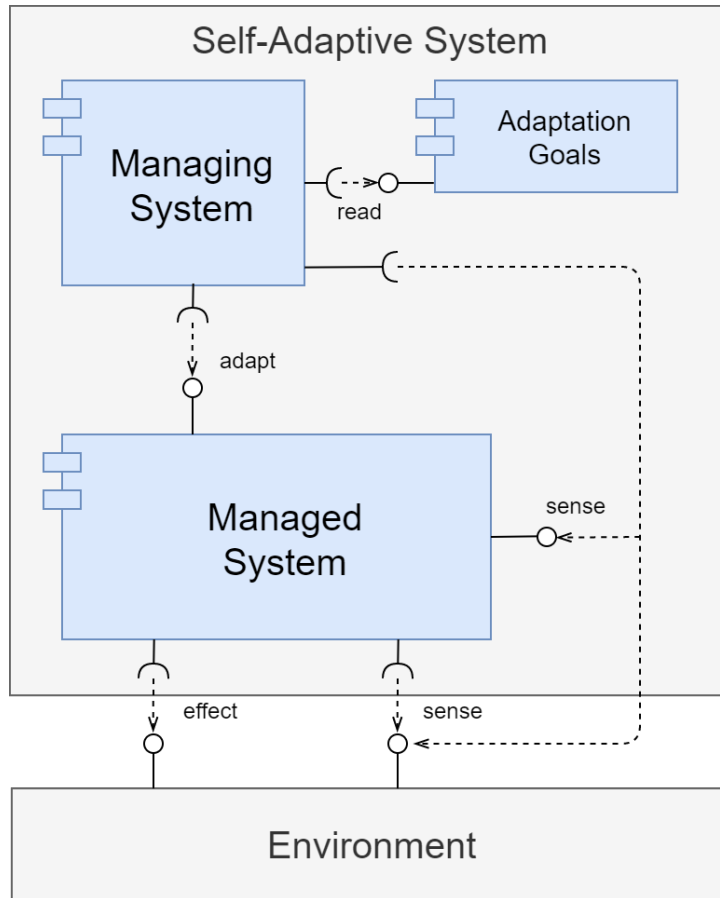 Self-Adaptive System
Managing
System
Adaptation
Goals
read
adapt
Managed
System
sense
effect
sense
Environment